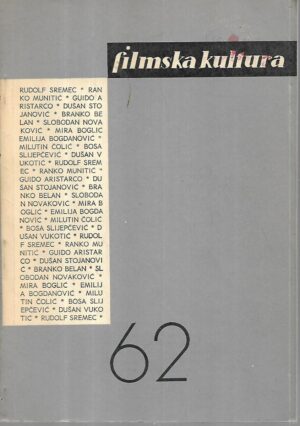 filmska kultura
RUDOLF SREMEC * RAN
KO MUNITIĆ * GUIDO A
RISTARCO * DUŠAN STO
JANOVIĆ * BRANKO BE
LAN * SLOBODAN NOVA
KOVIĆ * MIRA BOGLIĆ
EMILIJA BOGDANOVIĆ *
MILUTIN ČOLIĆ * BOSA
SLIJEPČEVIĆ * DUŠAN V
UKOTIĆ * RUDOLF SREM
EC * RANKO MUNITIĆ *
GUIDO ARISTARCO * DU
ŠAN STOJANOVIĆ * BRA
NKO BELAN * SLOBODA
N NOVAKOVIĆ * MIRA B
OGLIĆ * EMILIJA BOGDA
NOVIĆ * MILUTIN ČOLIĆ
* BOSA SLIJEPČEVIĆ * D
UŠAN VUKOTIĆ * RUDOL
F SREMEC * RANKO MU
NITIĆ * GUIDO ARISTAR
CO * DUŠAN STOJANOVI
Ć * BRANKO BELAN * SL
OBODAN NOVAKOVIĆ *
MIRA BOGLIĆ * EMILIJ
A BOGDANOVIĆ * MILU
TIN ČOLIĆ * BOSA SLIJ
EPČEVIĆ * DUŠAN VUKO
TIĆ * RUDOLF SREMEC *
62